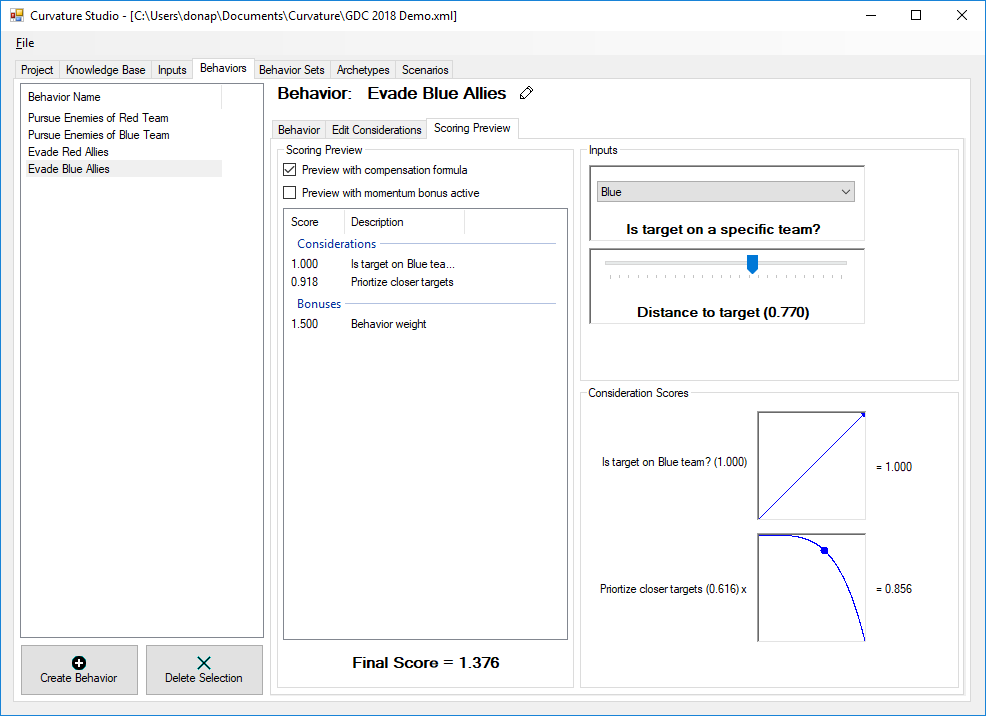 Curvature Studio - [C:\Users\donap\Documents\Curvature\GDC 2018 Demo.xml]
File
Project Knowledge Base Inputs Behaviors Behavior Sets Archetypes Scenarios
Behavior Name
Pursue Enemies of Red Team
Pursue Enemies of Blue Team
Evade Red Allies
Evade Blue Allies
Create Behavior
Delete Selection
Behavior: Evade Blue Allies
Behavior Edit Considerations Scoring Preview
Scoring Preview
Preview with compensation formula
Preview with momentum bonus active
Score Description
Considerations
1.000 Is target on Blue tea...
0.918 Priortize closer targets
Bonuses
1.500 Behavior weight
Final Score = 1.376
Inputs
Blue
Is target on a specific team?
Distance to target (0.770)
Consideration Scores
Is target on Blue team? (1.000) = 1.000
Priortize closer targets (0.616) x = 0.856